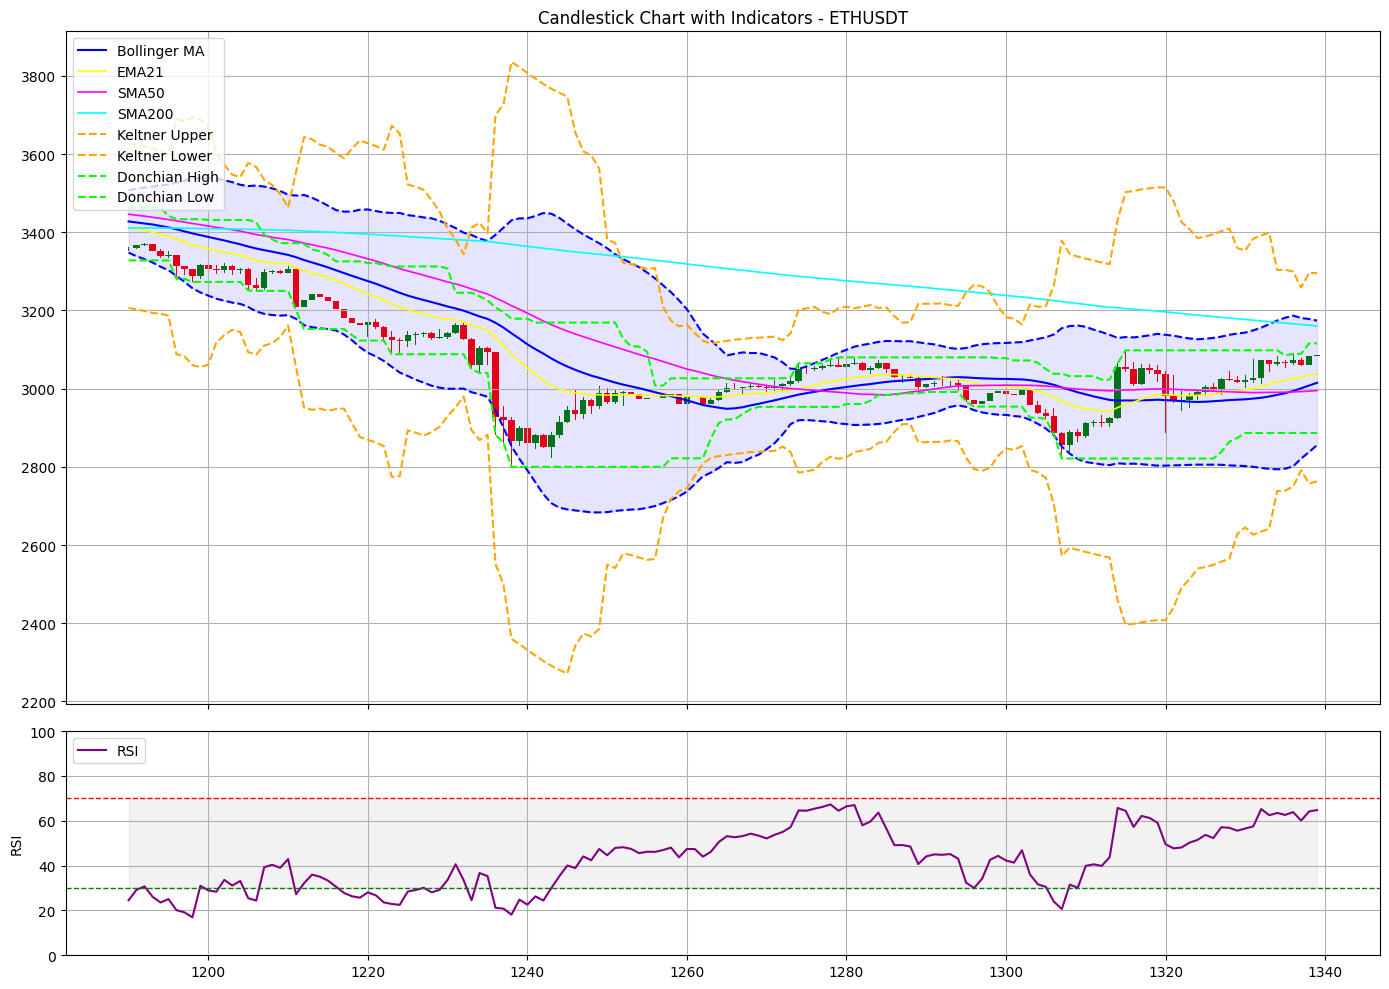 Candlestick Chart with Indicators - ETHUSDT
Bollinger MA
EMA21
SMA50
SMA200
Keltner Upper
Keltner Lower
Donchian High
Donchian Low
3800
3600
3400
3200
3000
2800
2600
2400
2200
RSI
100
80
60
40
20
0
RSI
1200
1220
1240
1260
1280
1300
1320
1340